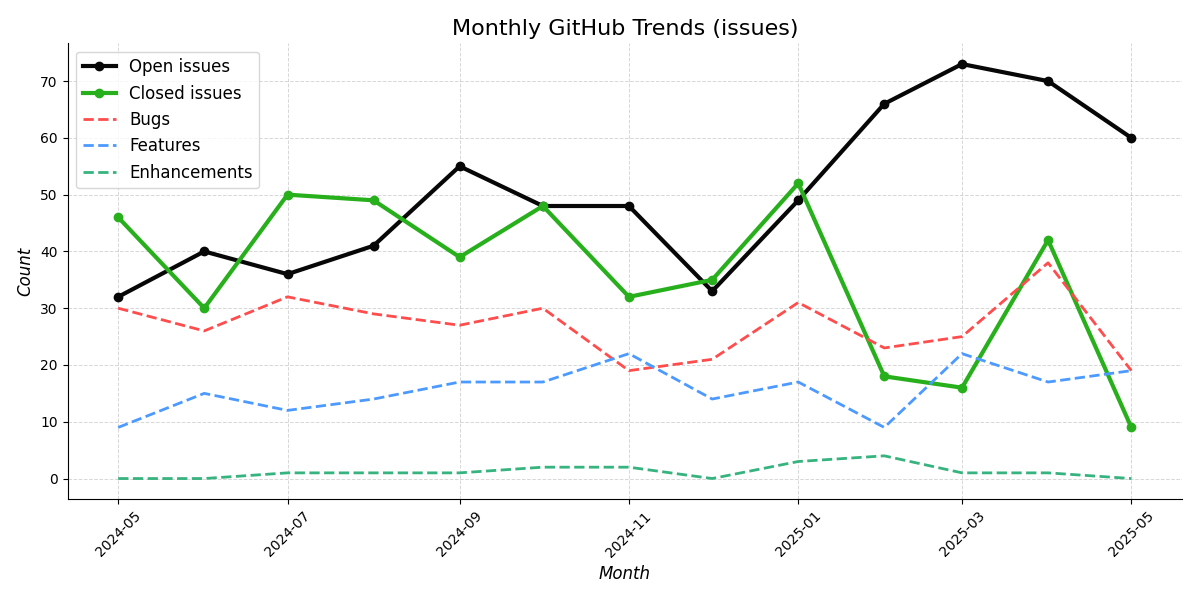 Monthly GitHub Trends (issues)
Open issues
Closed issues
Bugs
Features
Enhancements
Count
70
60
50
40
30
20
10
0
2024-05
2024-07
2024-09
2024-11
2025-01
2025-03
2025-05
Month